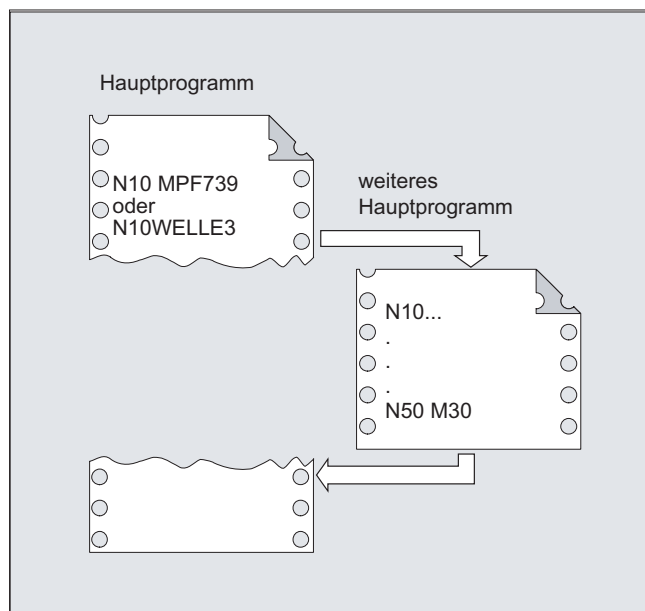 Hauptprogramm
N10 MPF739
oder
N10WELLE3
weiteres
Hauptprogramm
N10...
.
.
.
N50 M30